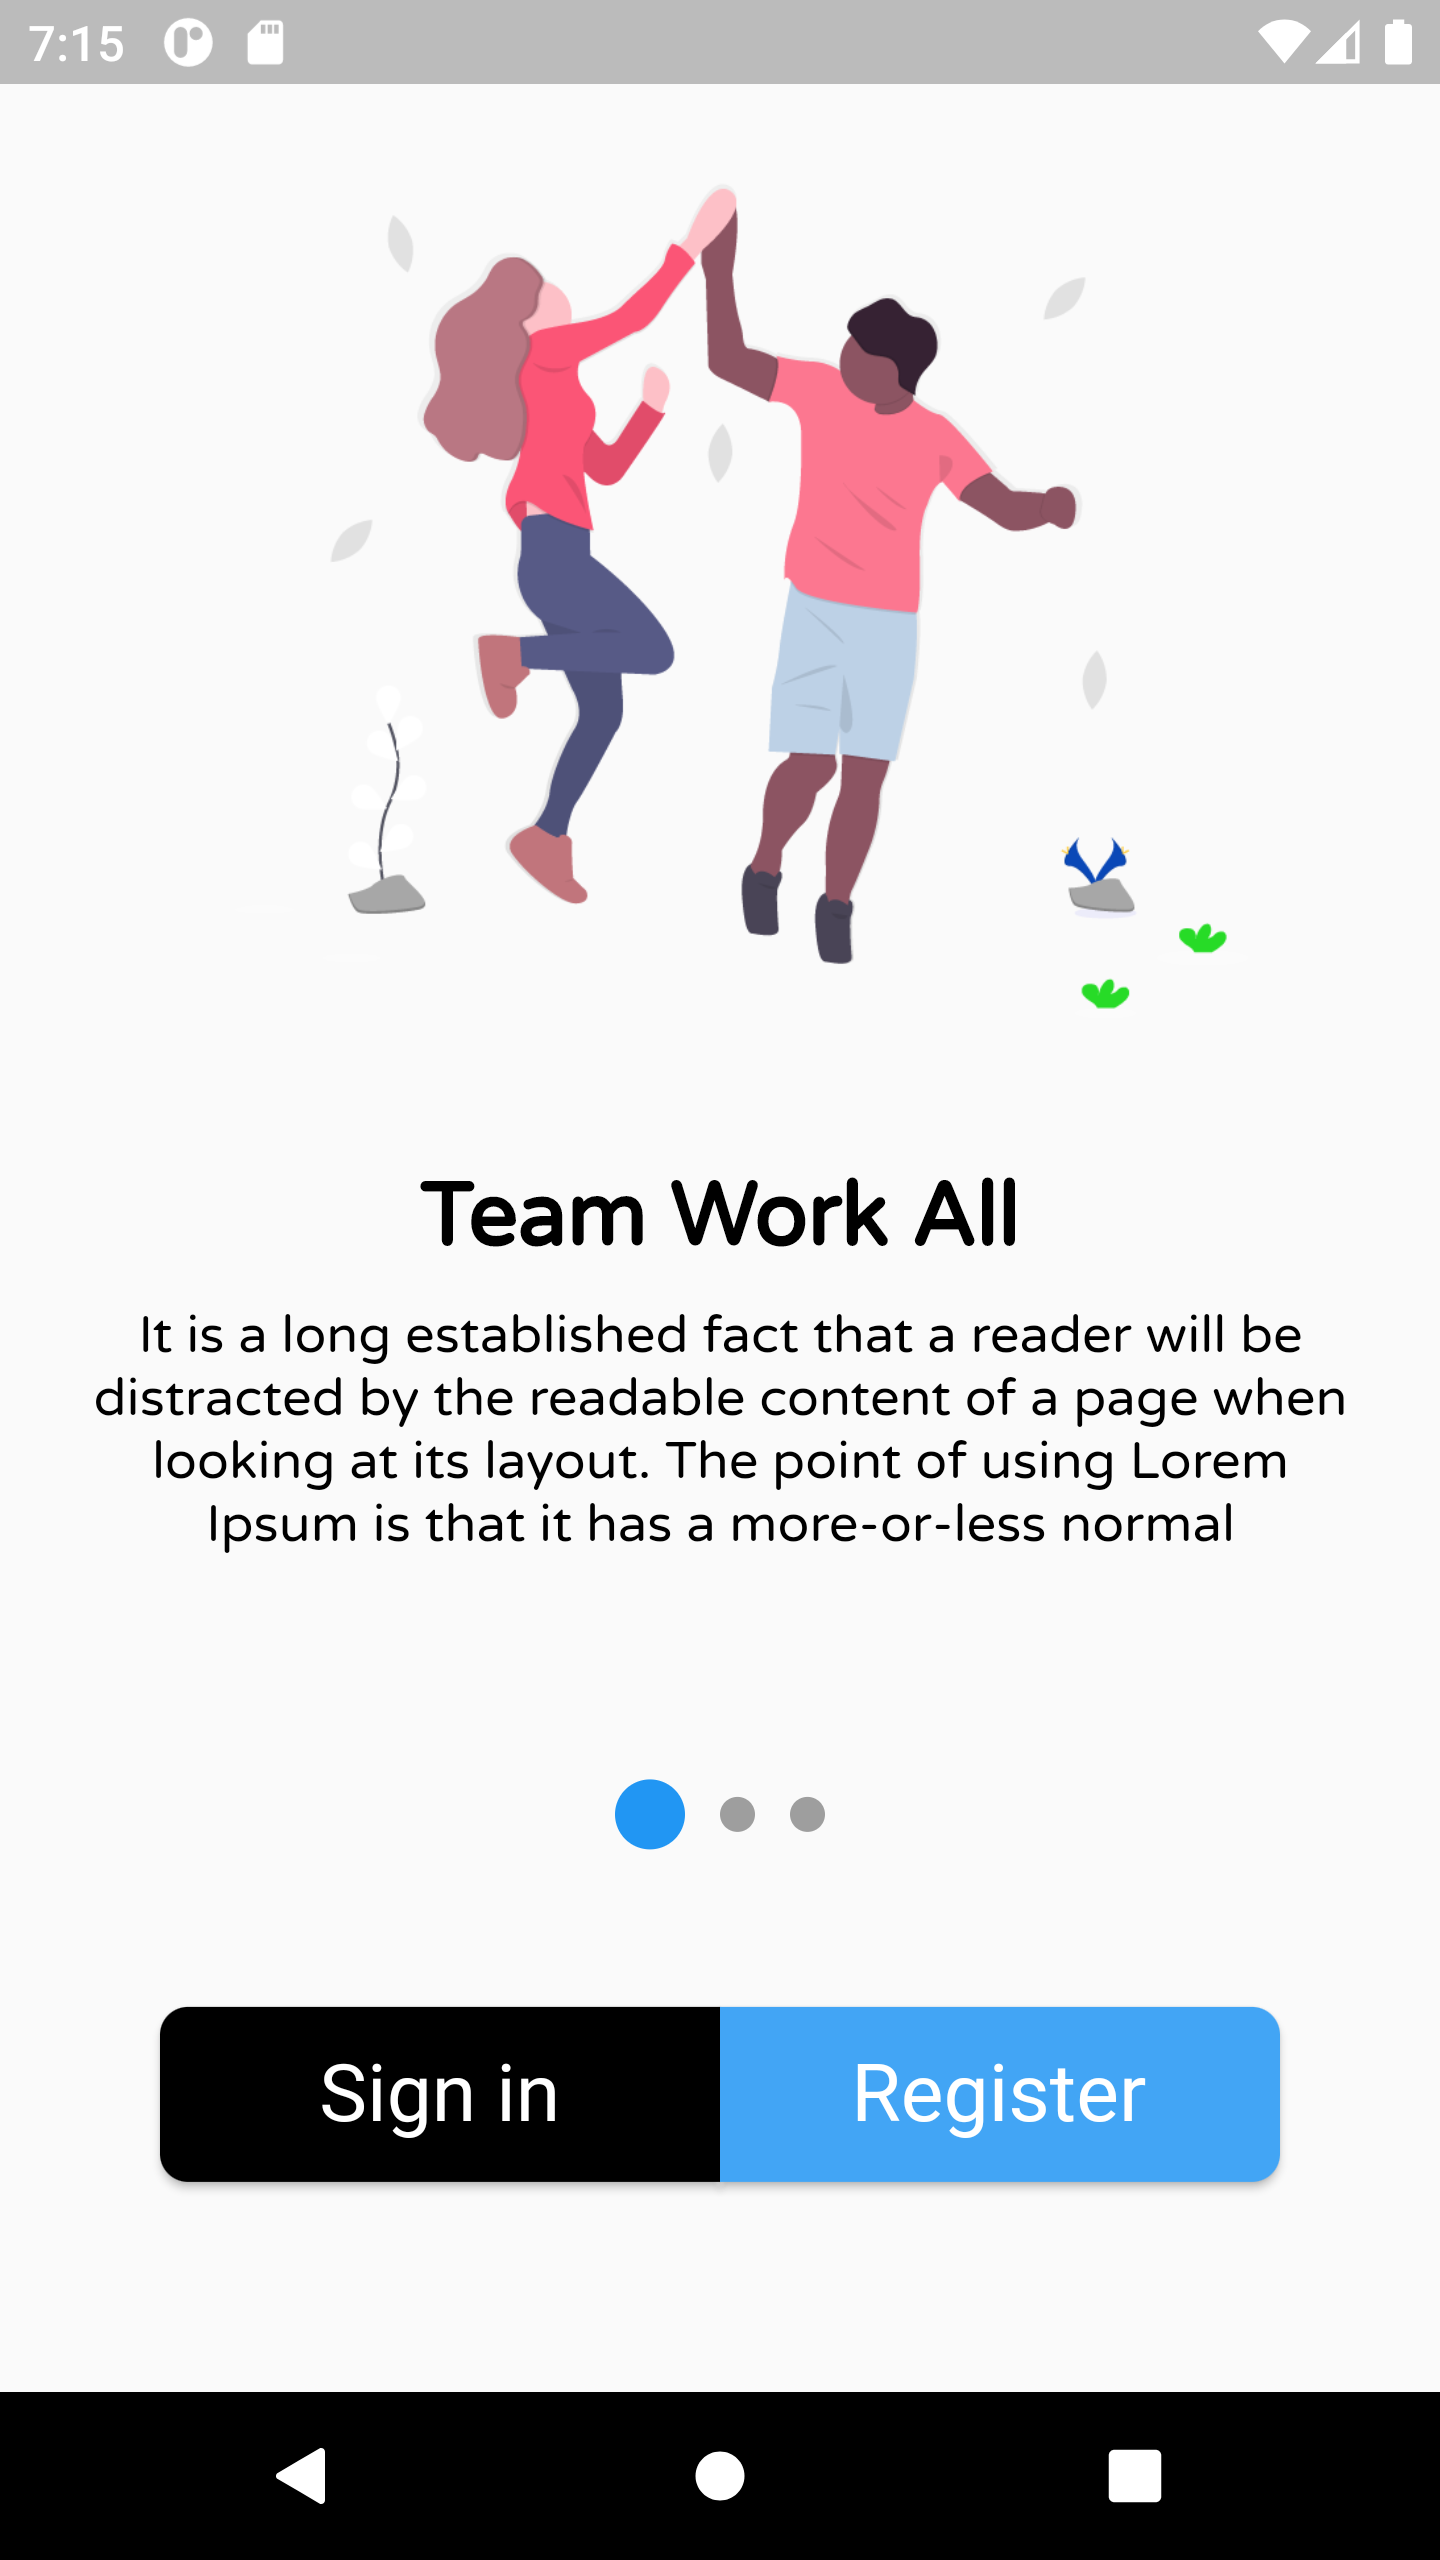 7:15
Team Work All
It is a long established fact that a reader will be
distracted by the readable content of a page when
looking at its layout. The point of using Lorem
Ipsum is that it has a more-or-less normal
Sign in
Register